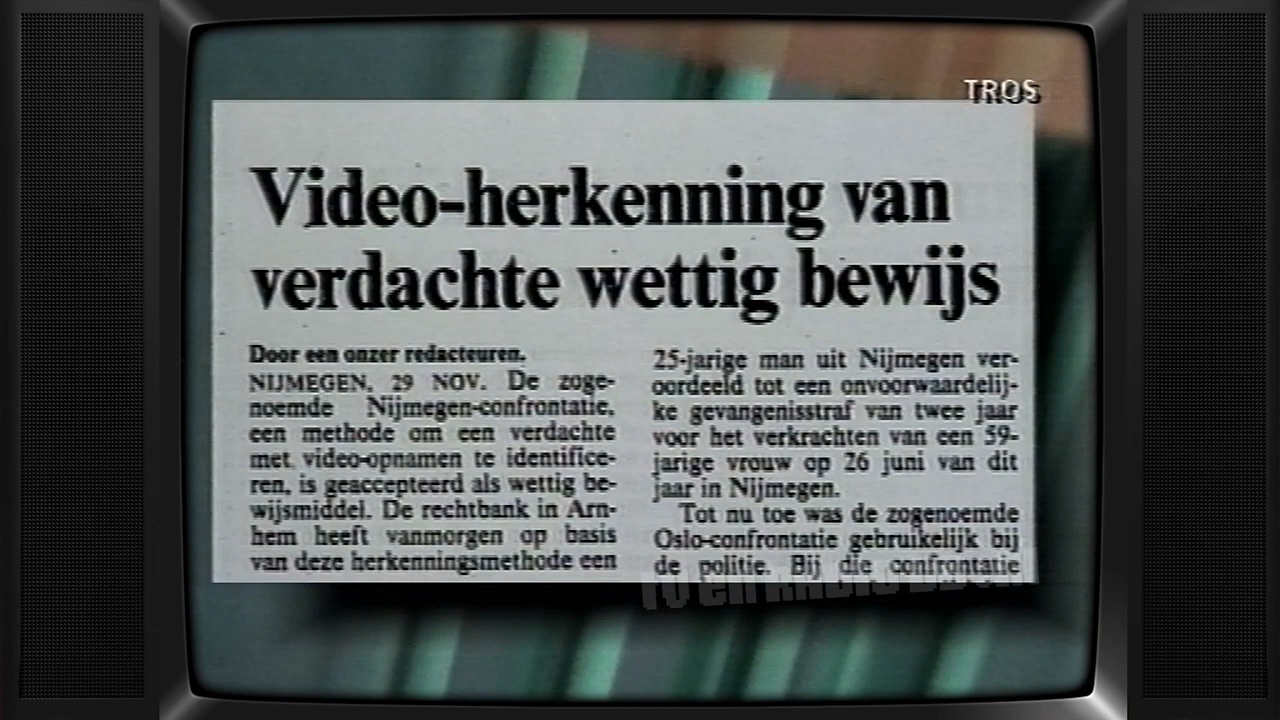 TROS
Video-herkenning van
verdachte wettig bewijs
Door een onzer redacteuren.
NIJMEGEN, 29 NOV. De zoge-
noemde Nijmegen-confrontatie,
een methode om een verdachte
met video-opnamen te identifice-
ren, is geaccepteerd als wettig be-
wijsmiddel. De rechtbank in Arn-
hem heeft vanmorgen op basis
van deze herkenningsmethode een
25-jarige man uit Nijmegen ver-
oordeeld tot een onvoorwaardelij-
ke gevangenisstraf van twee jaar
voor het verkrachten van een 59-
jarige vrouw op 26 juni van dit
jaar in Nijmegen.
Tot nu toe was de zogenoemde
Oslo-confrontatie gebruikelijk bij
de politie. Bij die confrontatie